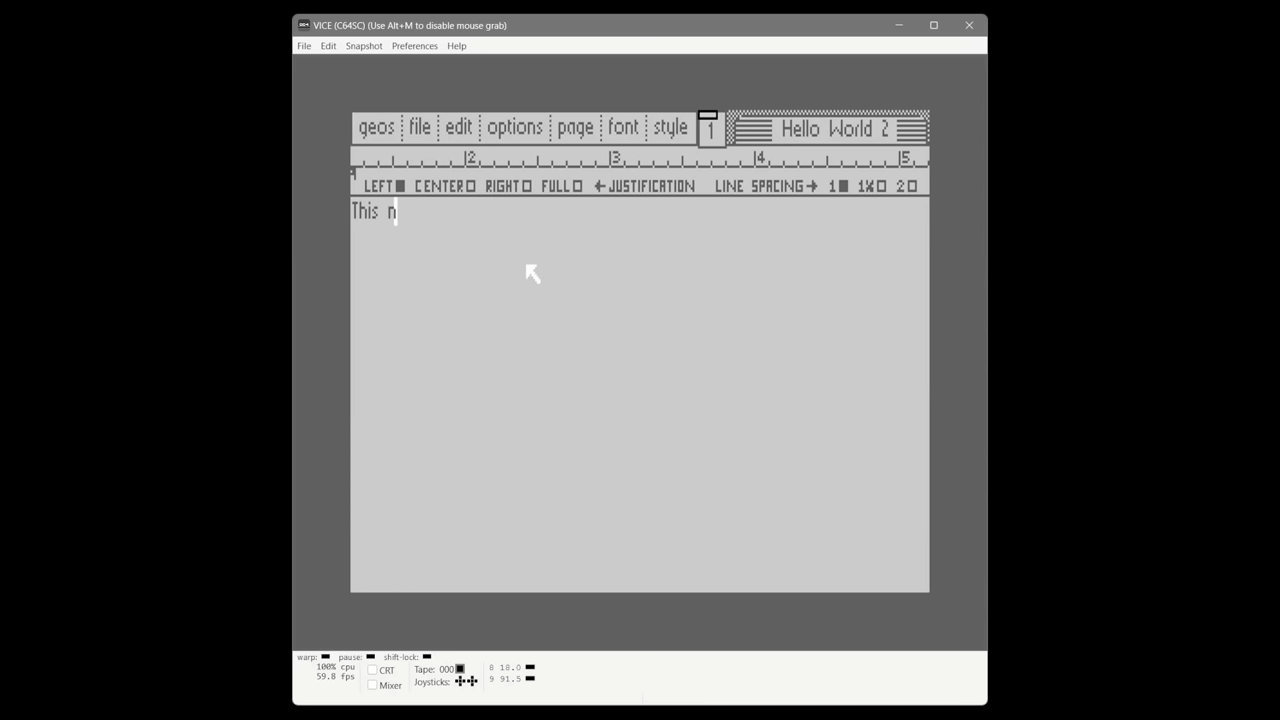 VICE (C64SC) (Use Alt+M to disable mouse grab)
File Edit Snapshot Preferences Help
geos file edit options page font style 1 Hello World 2
2 3 4 5
LEFT CENTER RIGHT FULL ←JUSTIFICATION LINE SPACING→ 1 1½ 2
This n
warp: pause: shift-lock:
100% cpu CRT Tape: 000 8 18.0
59.8 fps Mixer Joysticks: 9 91.5